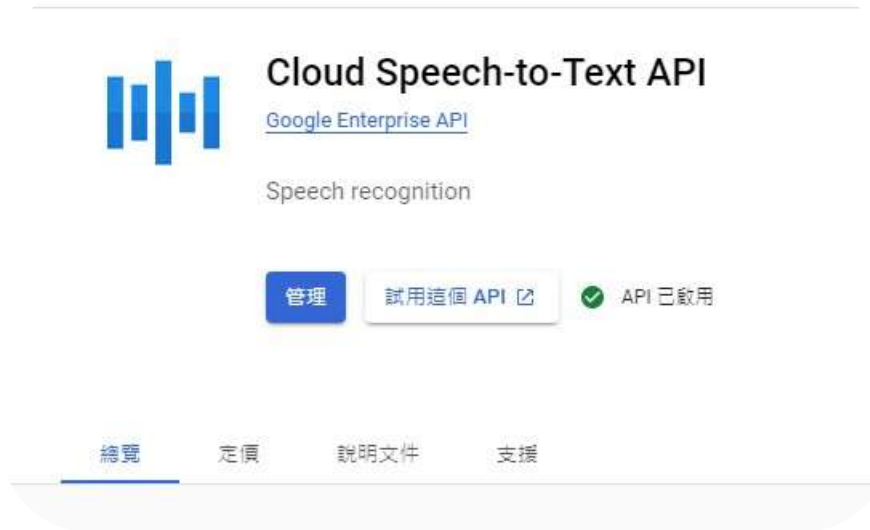 Cloud Speech-to-Text API
Google Enterprise API
Speech recognition
管理 試用這個 API API 已啟用
總覽 定價 說明文件 支援